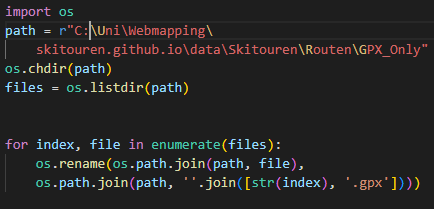 import os
path = r"C:\Uni\Webmapping\
    skitouren.github.io\data\Skitouren\Routen\GPX_Only"
os.chdir(path)
files = os.listdir(path)


for index, file in enumerate(files):
    os.rename(os.path.join(path, file),
    os.path.join(path, ''.join([str(index), '.gpx'])))